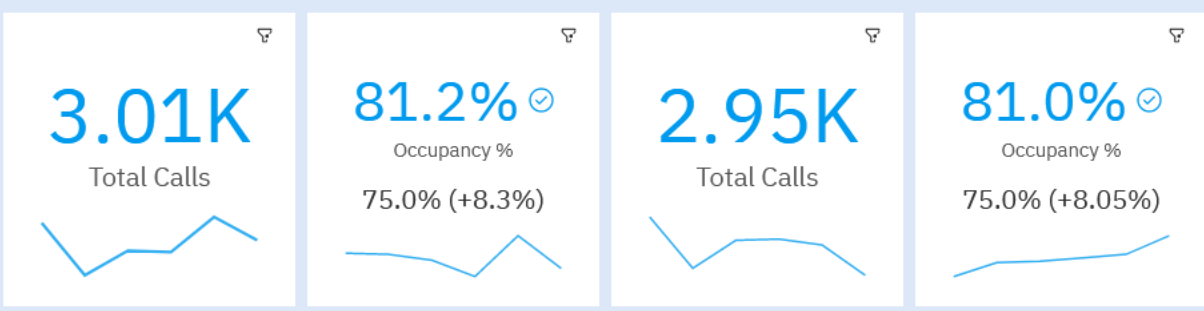 3.01K
Total Calls
81.2%
Occupancy %
75.0% (+8.3%)
2.95K
Total Calls
81.0%
Occupancy %
75.0% (+8.05%)